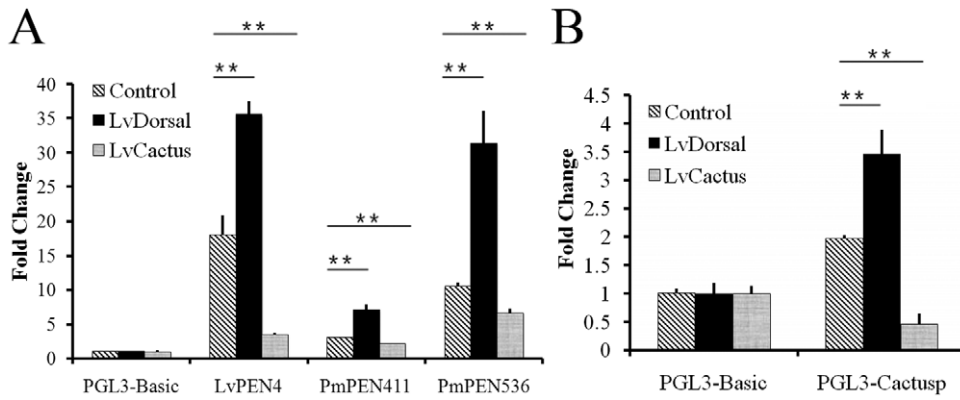 A
** ** ** **
** ** ** **
Fold Change
40
35
30
25
20
15
10
5
0
Control
LvDorsal
LvCactus
PGL3-Basic LvPEN4 PmPEN411 PmPEN536
B
**
**
Fold Change
4.5
4
3.5
3
2.5
2
1.5
1
0.5
0
Control
LvDorsal
LvCactus
PGL3-Basic PGL3-Cactusp